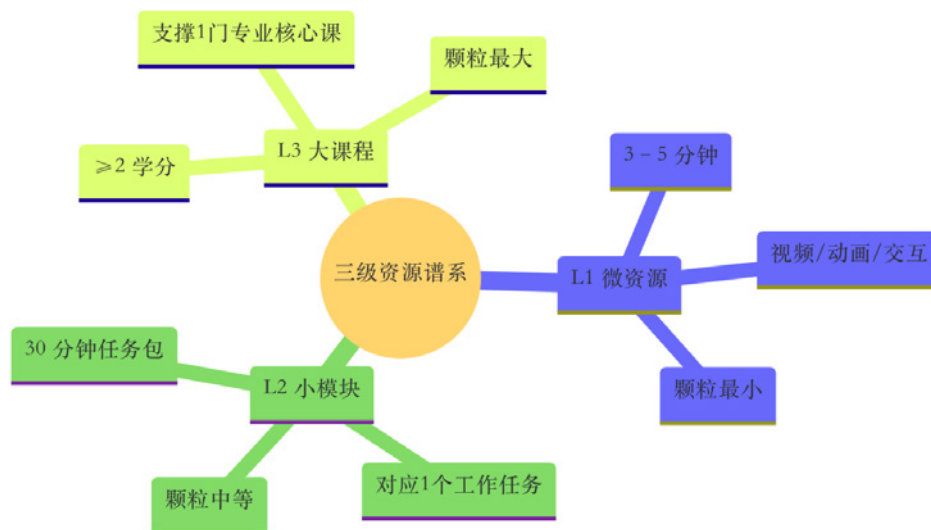 支撑1门专业核心课
颗粒最大
L3 大课程
≥2 学分
3 – 5 分钟
三级资源谱系
视频/动画/交互
L1 微资源
30 分钟任务包
颗粒最小
L2 小模块
颗粒中等
对应1个工作任务